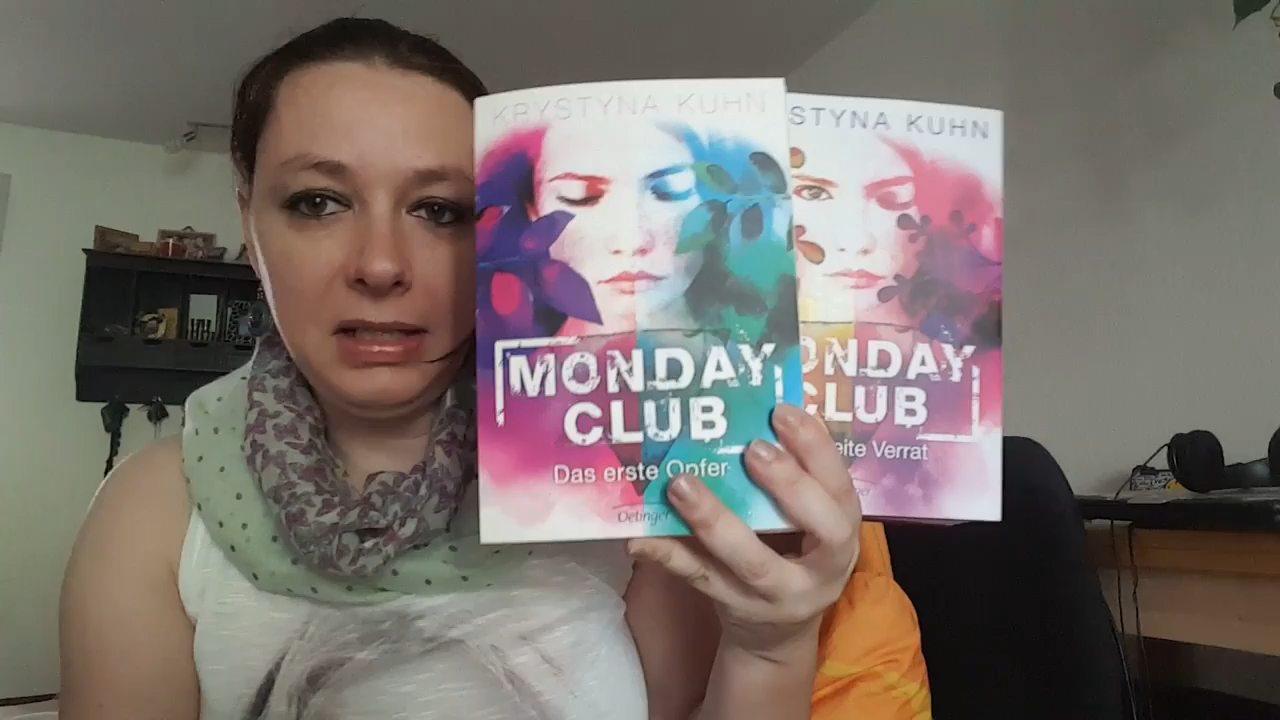 KRYSTYNA KUHN
MONDAY
CLUB
Das erste Opfer
Oetinger
STYNA KUHN
ONDAY
CLUB
eite Verrat